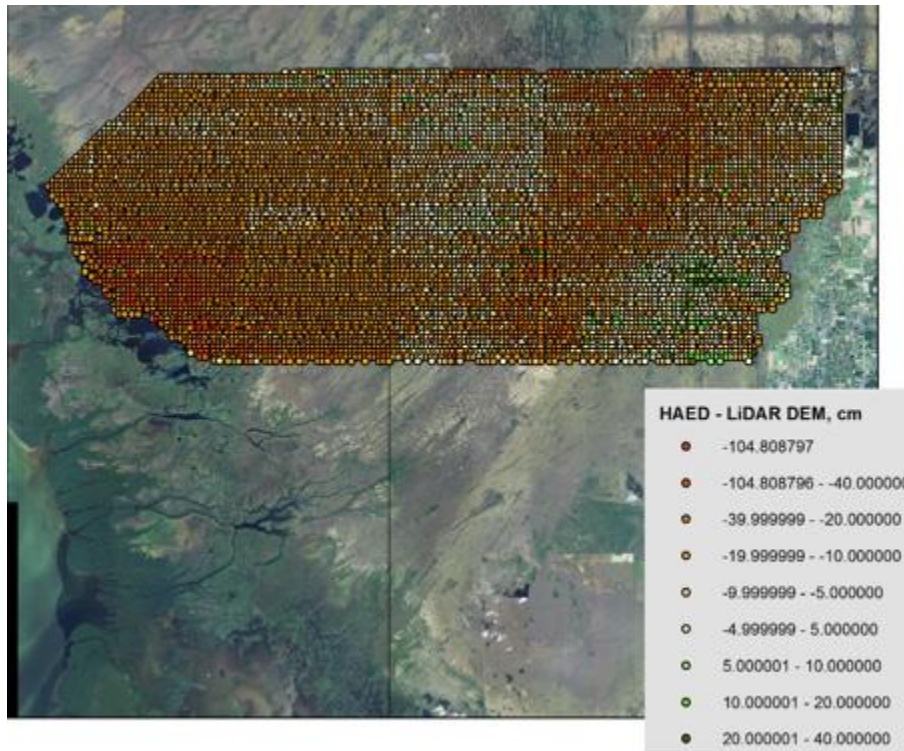 HAED - LiDAR DEM, cm
-104.808797
-104.808796 - -40.000000
-39.999999 - -20.000000
-19.999999 - -10.000000
-9.999999 - -5.000000
-4.999999 - 5.000000
5.000001 - 10.000000
10.000001 - 20.000000
20.000001 - 40.000000